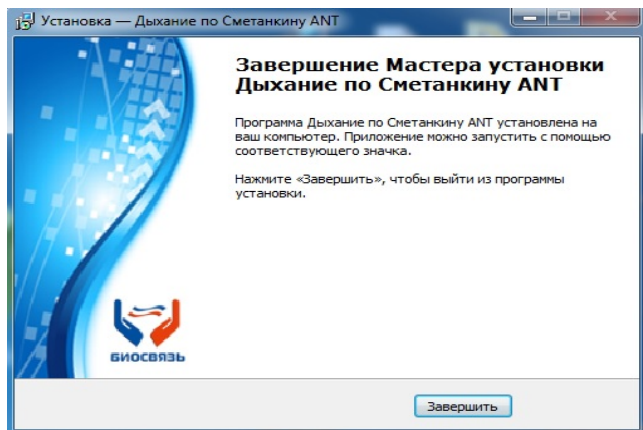 Установка — Дыхание по Сметанкину ANT
Завершение Мастера установки
Дыхание по Сметанкину ANT
Программа Дыхание по Сметанкину ANT установлена на
ваш компьютер. Приложение можно запустить с помощью
соответствующего значка.
Нажмите «Завершить», чтобы выйти из программы
установки.
БИОСВЯЗЬ
Завершить